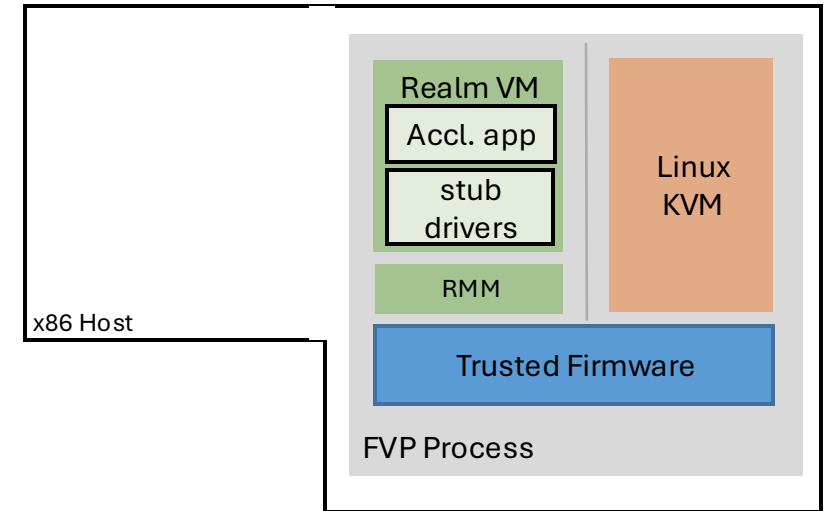 Realm VM
Accl. app
stub
drivers
RMM
Linux
KVM
x86 Host
Trusted Firmware
FVP Process